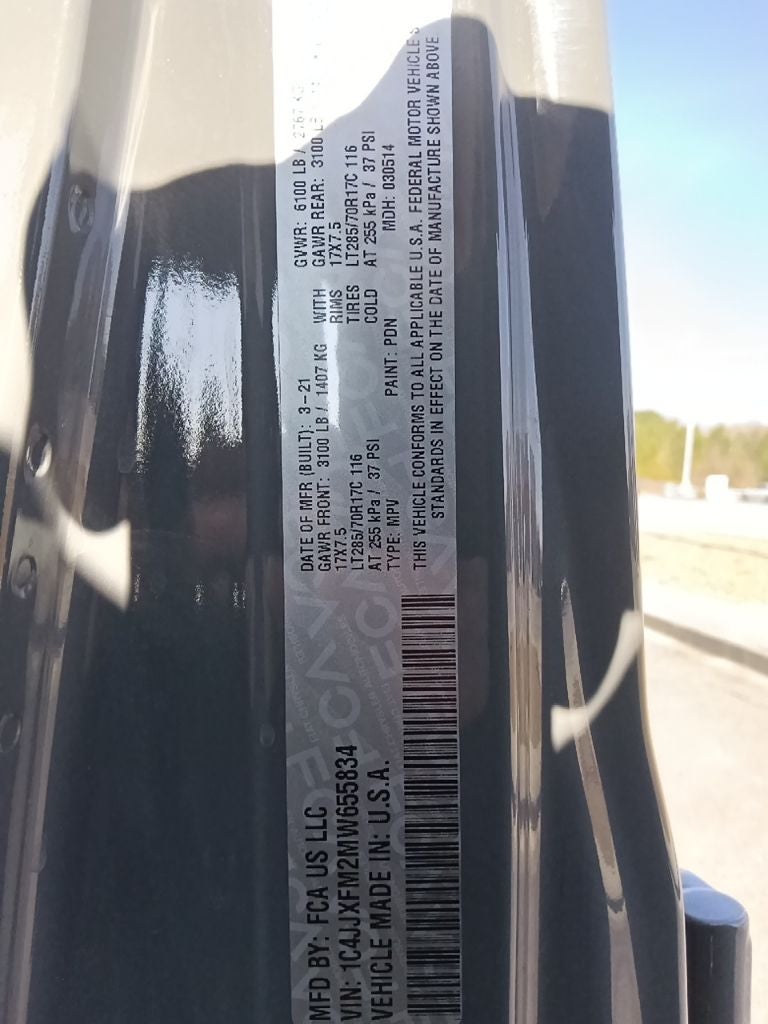 MFD BY: FCA US LLC
DATE OF MFR (BUILT): 3-21 GVWR: 6100 LB / 2767 KG
GAWR FRONT: 3100 LB / 1407 KG WITH GAWR REAR: 3100 LB
17X7.5 RIMS 17X7.5
LT285/70R17C 116 TIRES LT285/70R17C 116
AT 255 kPa / 37 PSI COLD AT 255 kPa / 37 PSI
TYPE: MPV PAINT: PDN MDH: 030514
VIN: 1C4JJXFM2MW655834
VEHICLE MADE IN: U.S.A.
THIS VEHICLE CONFORMS TO ALL APPLICABLE U.S.A. FEDERAL MOTOR VEHICLE
STANDARDS IN EFFECT ON THE DATE OF MANUFACTURE SHOWN ABOVE